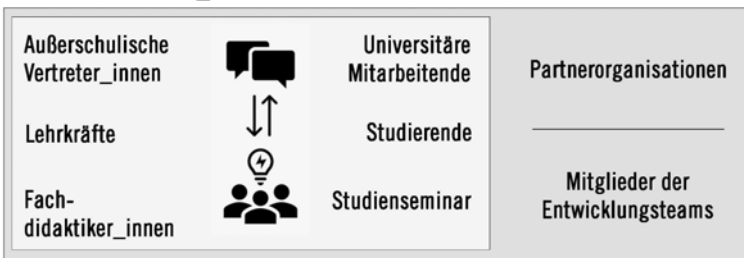 Außerschulische
Vertreter_innen
Lehrkräfte
Fach-
didaktiker_innen
Universitäre
Mitarbeitende
Studierende
Studienseminar
Partnerorganisationen
Mitglieder der
Entwicklungsteams